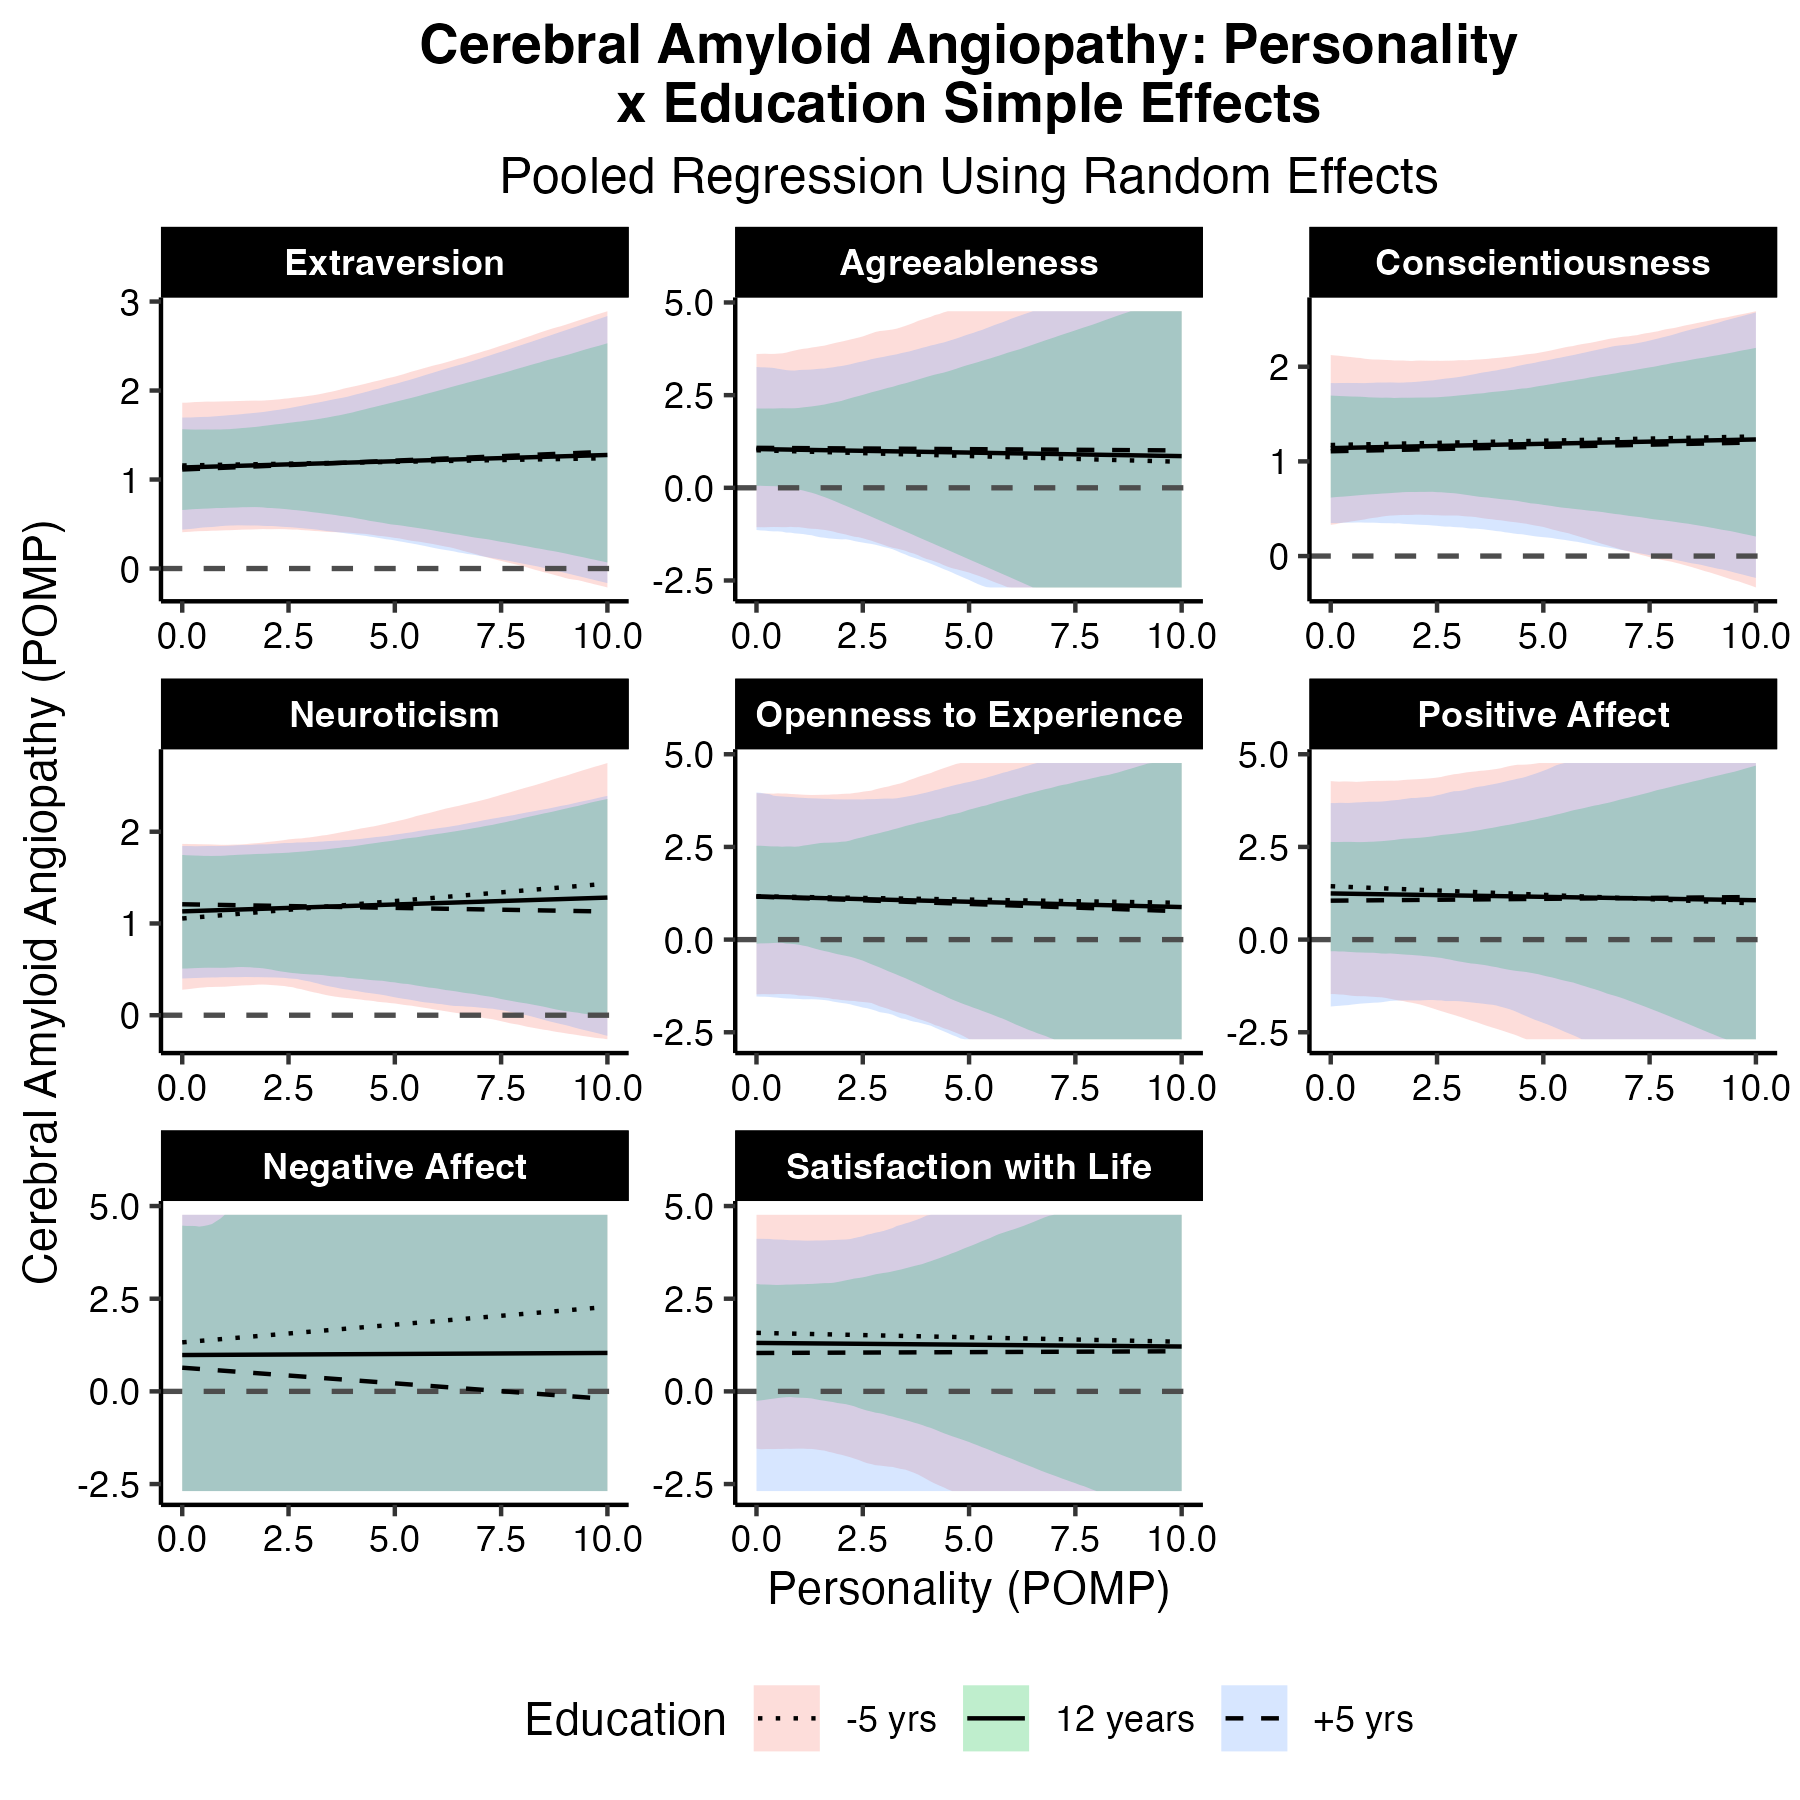 Cerebral Amyloid Angiopathy: Personality
x Education Simple Effects
Pooled Regression Using Random Effects
Cerebral Amyloid Angiopathy (POMP)
Extraversion
3
2
1
0
0.0 2.5 5.0 7.5 10.0
Agreeableness
5.0
2.5
0.0
-2.5
0.0 2.5 5.0 7.5 10.0
Conscientiousness
2
1
0
0.0 2.5 5.0 7.5 10.0
Neuroticism
2
1
0
0.0 2.5 5.0 7.5 10.0
Openness to Experience
5.0
2.5
0.0
-2.5
0.0 2.5 5.0 7.5 10.0
Positive Affect
5.0
2.5
0.0
-2.5
0.0 2.5 5.0 7.5 10.0
Negative Affect
5.0
2.5
0.0
-2.5
0.0 2.5 5.0 7.5 10.0
Satisfaction with Life
5.0
2.5
0.0
-2.5
0.0 2.5 5.0 7.5 10.0
Personality (POMP)
Education -5 yrs 12 years +5 yrs